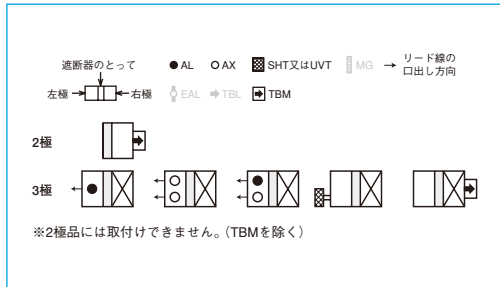 遮断器のとって
左極 右極
AL AX SHT又はUVT MG リード線の
口出し方向
EAL TBL TBM
2極
3極
※2極品には取付けできません。(TBMを除く)